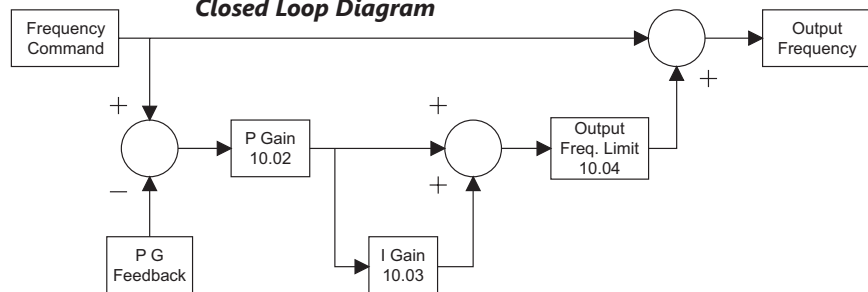 Closed Loop Diagram
Frequency
Command
Output
Frequency
+
+
+
P Gain
10.02
Output
Freq. Limit
10.04
−
+
P G
Feedback
I Gain
10.03